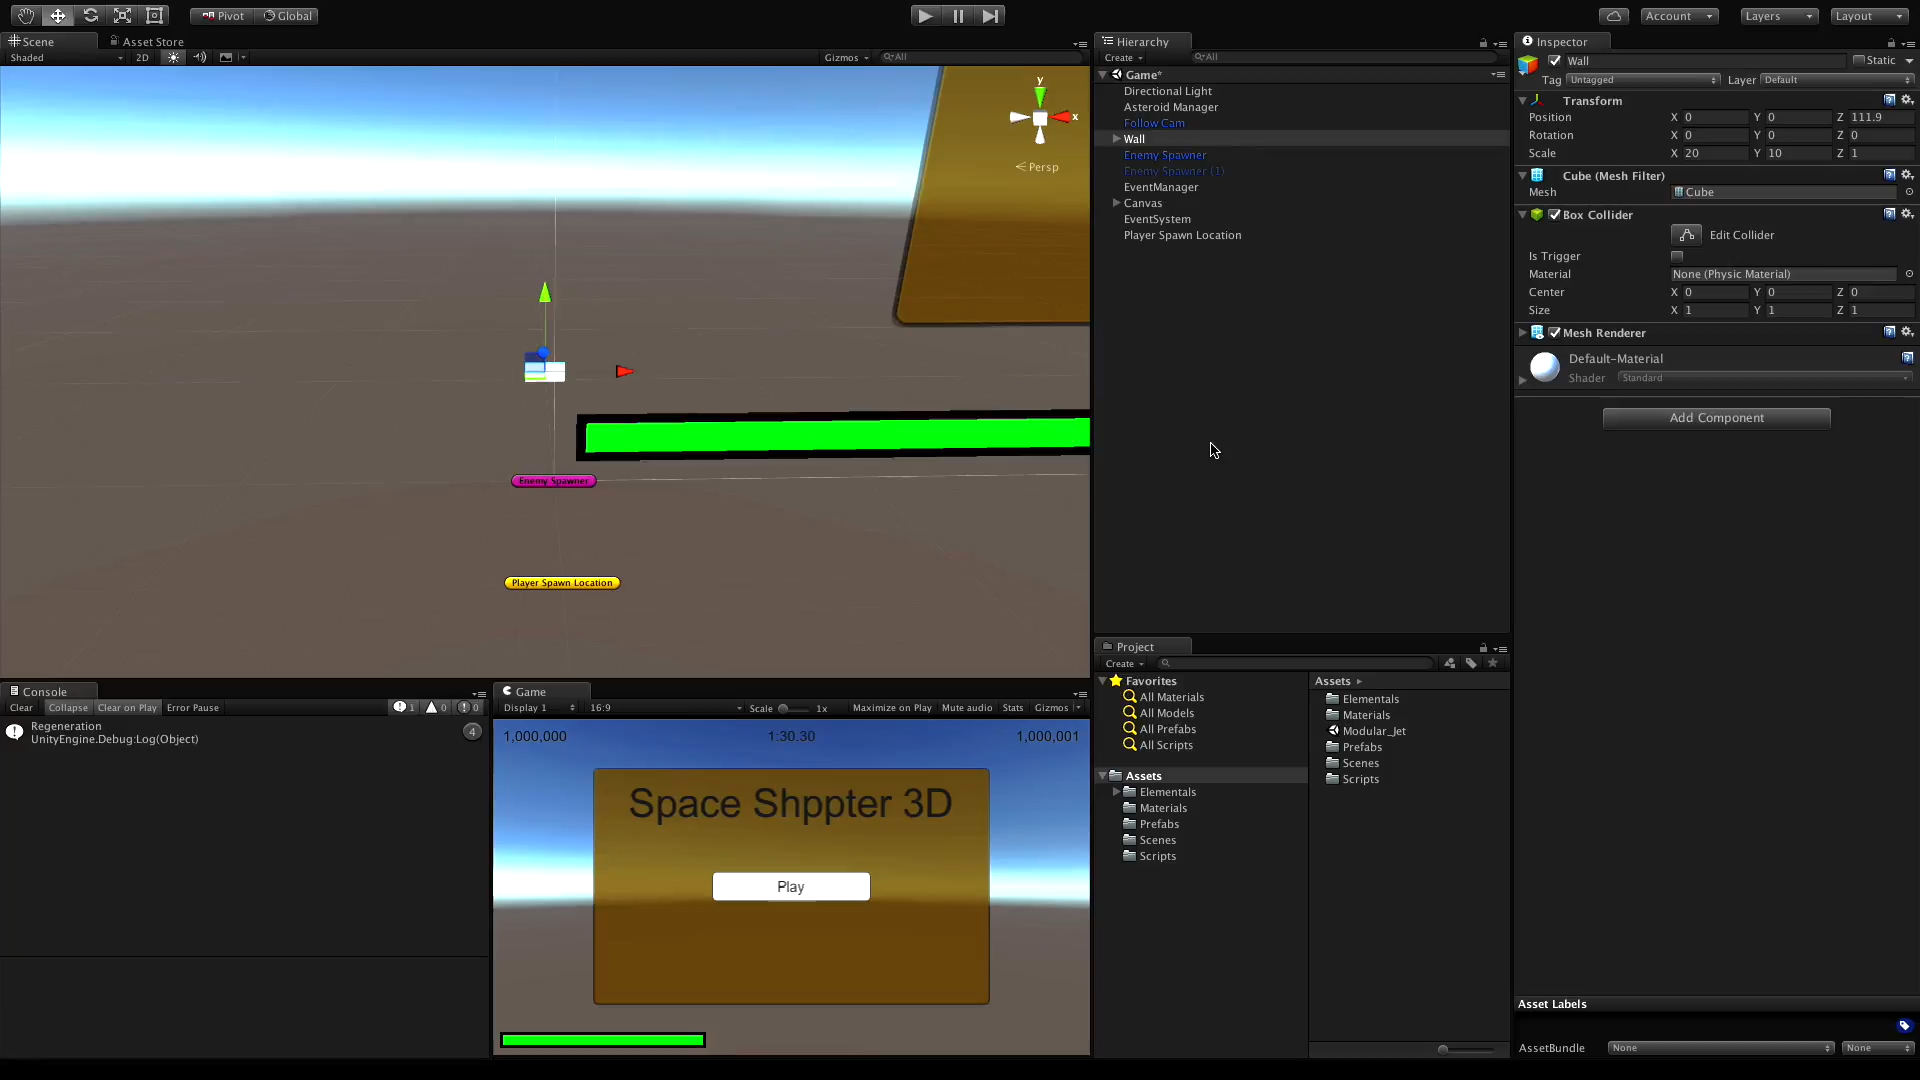 Pivot
Global
Account
Layers
Layout
Scene
Asset Store
Shaded
2D
Gizmos
All
y
x
Persp
Enemy Spawner
Player Spawn Location
Hierarchy
Create
All
Game*
Directional Light
Asteroid Manager
Follow Cam
Wall
Enemy Spawner
Enemy Spawner (1)
EventManager
Canvas
EventSystem
Player Spawn Location
Inspector
Wall
Static
Tag Untagged Layer Default
Transform
Position X 0 Y 0 Z 111.9
Rotation X 0 Y 0 Z 0
Scale X 20 Y 10 Z 1
Cube (Mesh Filter)
Mesh Cube
Box Collider
Edit Collider
Is Trigger
Material None (Physic Material)
Center X 0 Y 0 Z 0
Size X 1 Y 1 Z 1
Mesh Renderer
Default-Material
Shader Standard
Add Component
Asset Labels
AssetBundle None None
Console
Clear Collapse Clear on Play Error Pause 1 0 0
Regeneration
UnityEngine.Debug:Log(Object)
4
Game
Display 1 16:9 Scale 1x Maximize on Play Mute audio Stats Gizmos
1,000,000 1:30.30 1,000,001
Space Shppter 3D
Play
Project
Create
Favorites
All Materials
All Models
All Prefabs
All Scripts
Assets
Elementals
Materials
Prefabs
Scenes
Scripts
Assets
Elementals
Materials
Modular_Jet
Prefabs
Scenes
Scripts